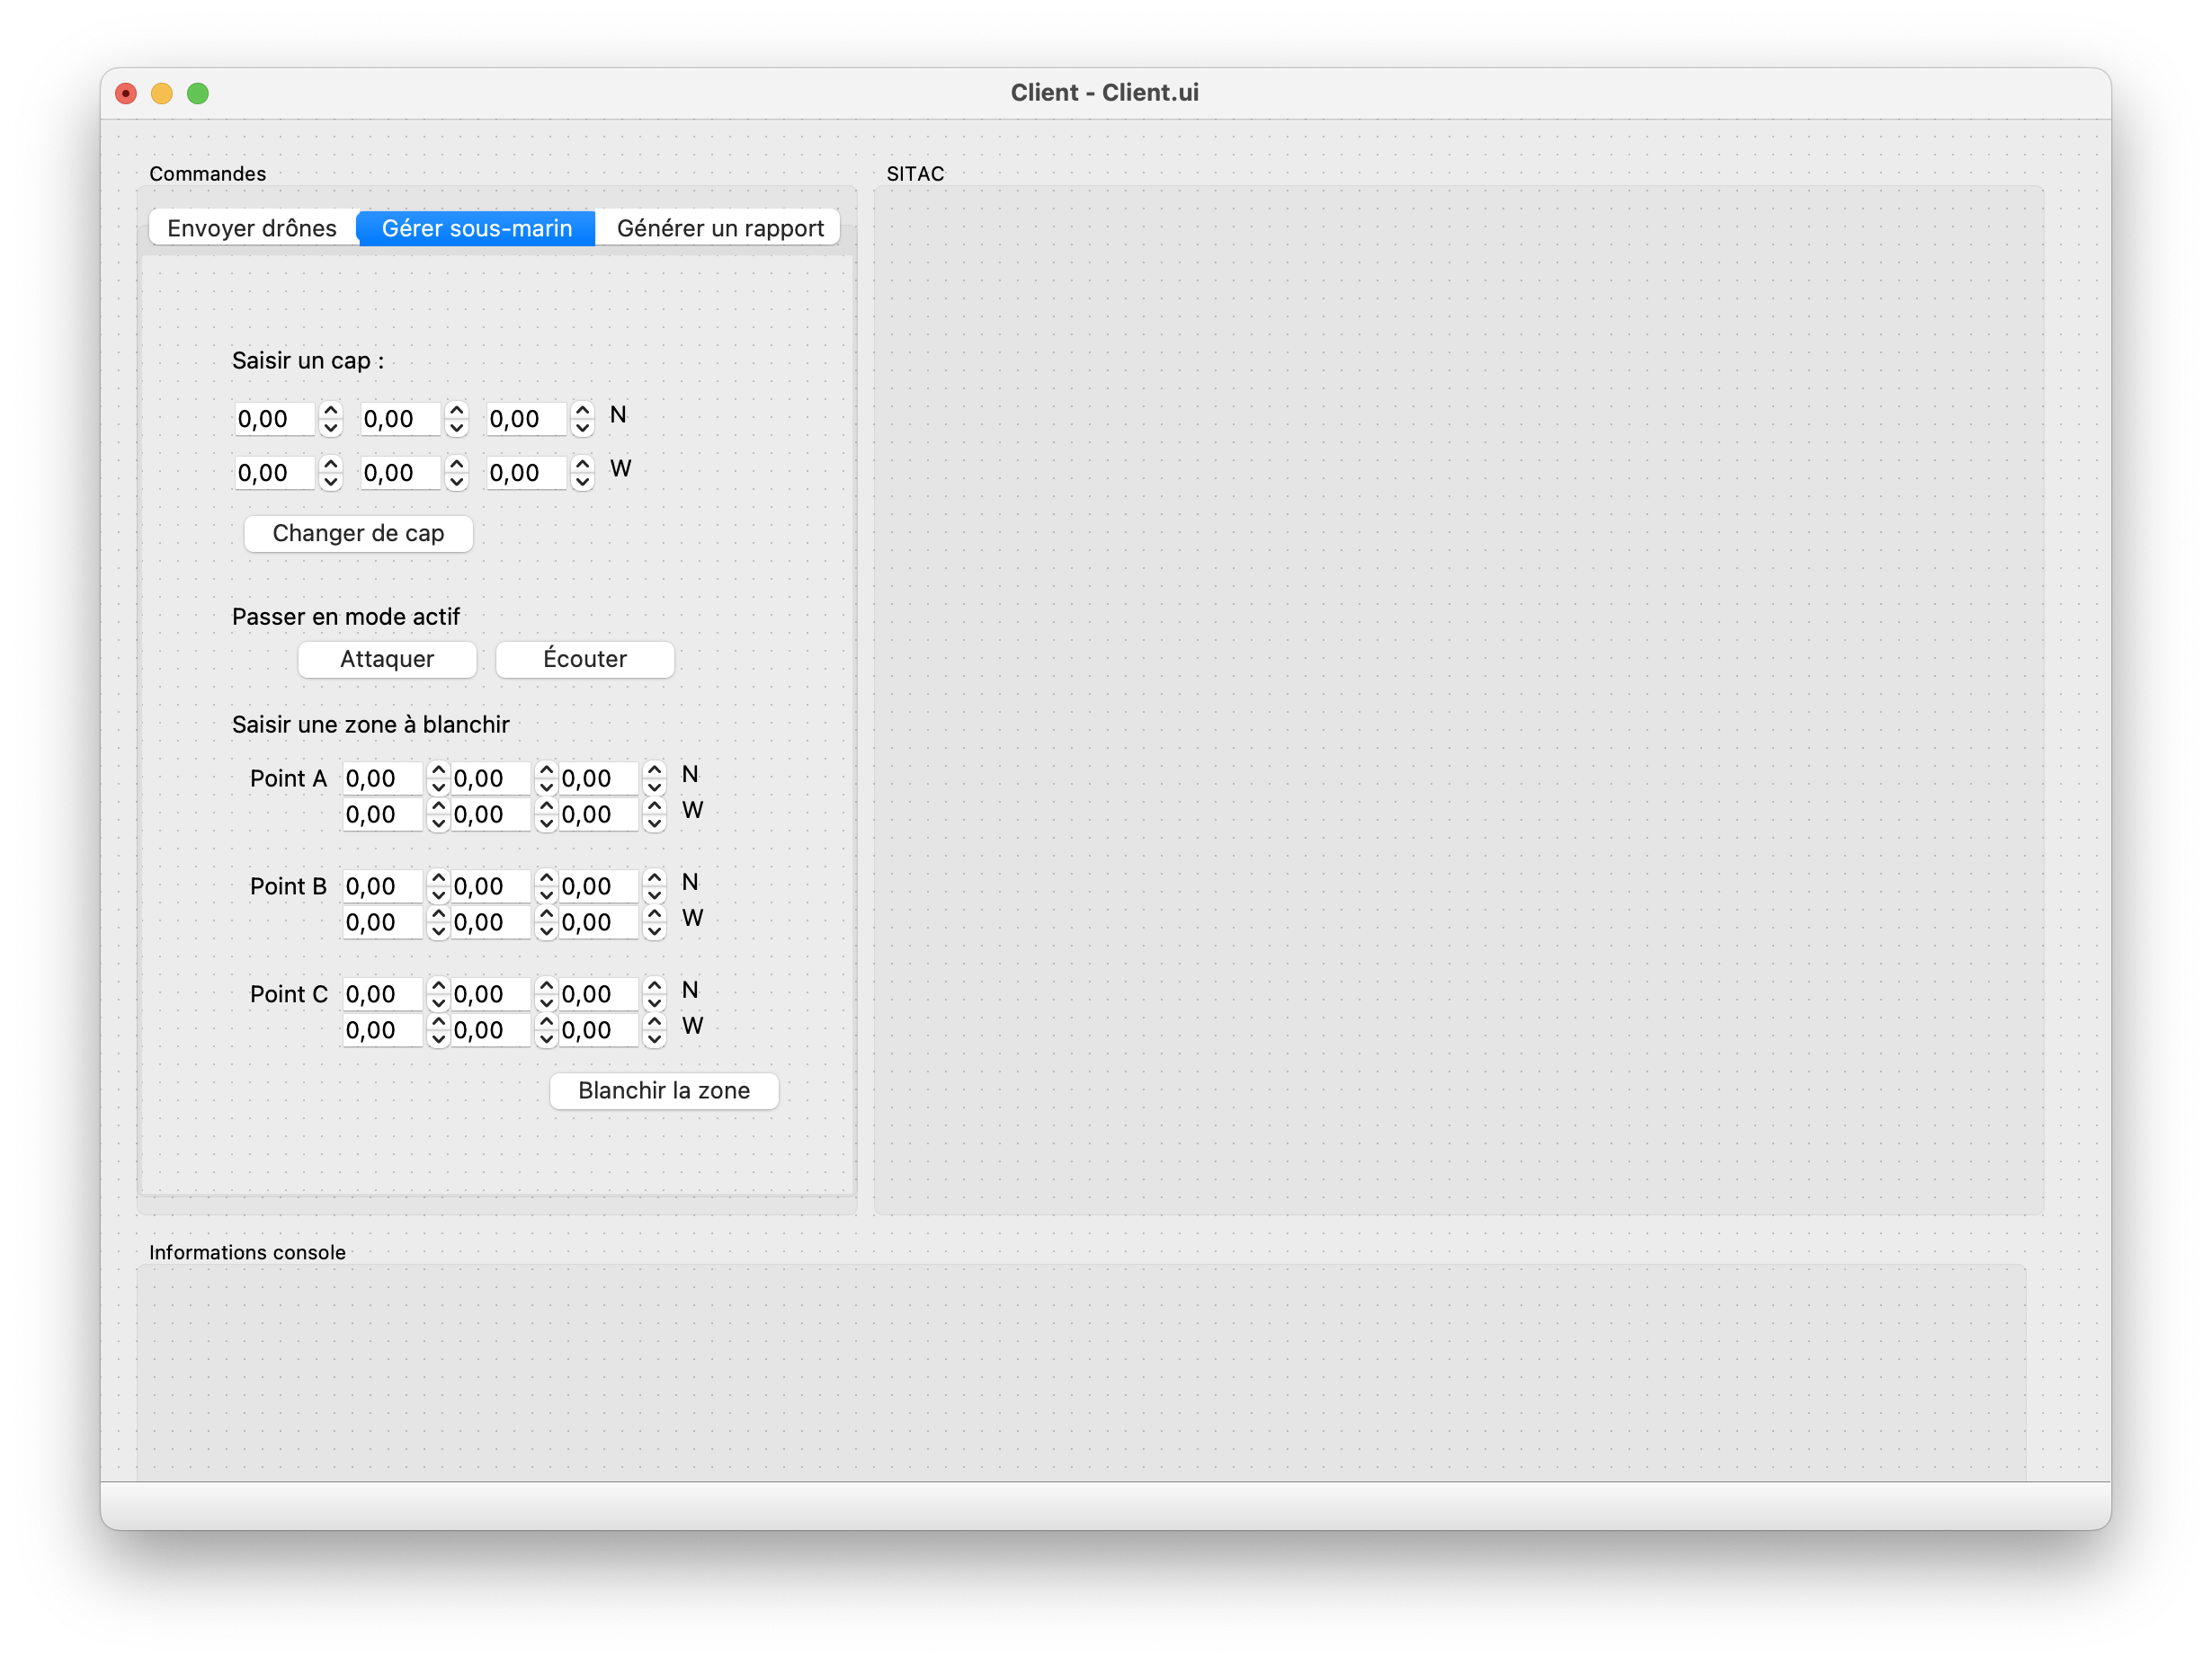 Client - Client.ui
Commandes
SITAC
Envoyer drônes Gérer sous-marin Générer un rapport
Saisir un cap :
0,00 0,00 0,00 N
0,00 0,00 0,00 W
Changer de cap
Passer en mode actif
Attaquer Écouter
Saisir une zone à blanchir
Point A 0,00 0,00 0,00 N
0,00 0,00 0,00 W
Point B 0,00 0,00 0,00 N
0,00 0,00 0,00 W
Point C 0,00 0,00 0,00 N
0,00 0,00 0,00 W
Blanchir la zone
Informations console